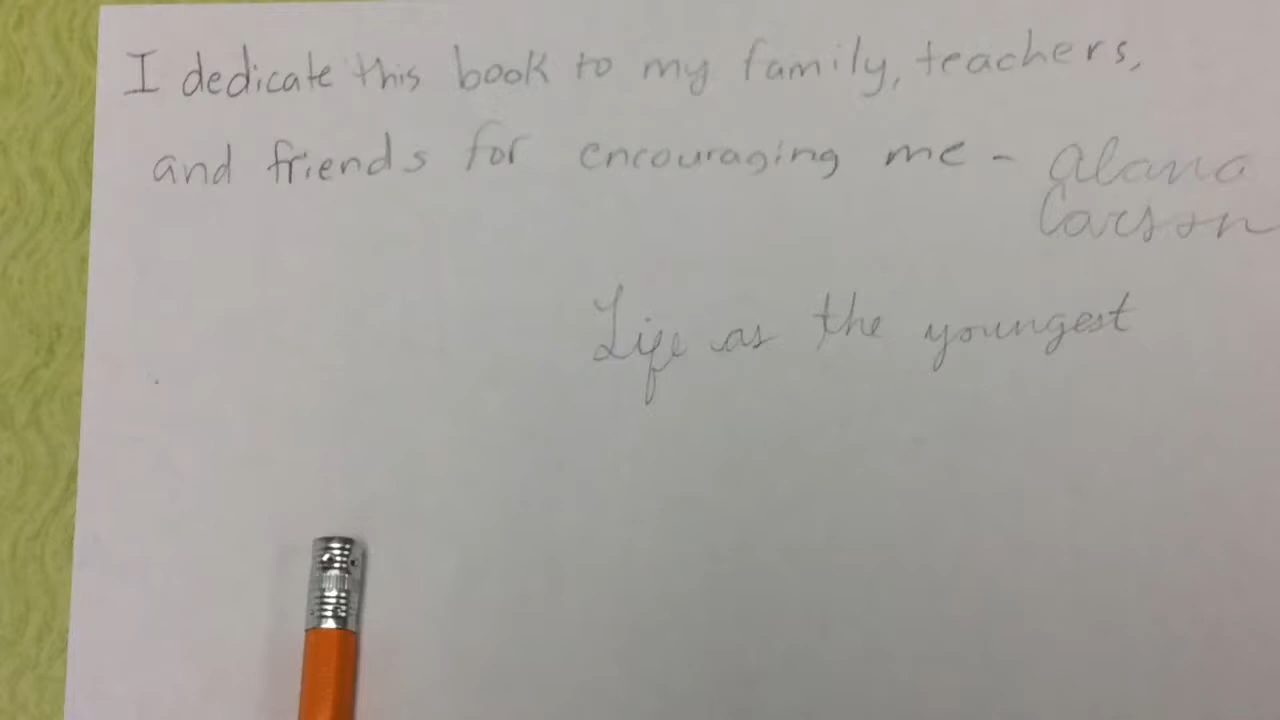 I dedicate this book to my family, teachers,
and friends for encouraging me - Alana
Carson
Life as the youngest